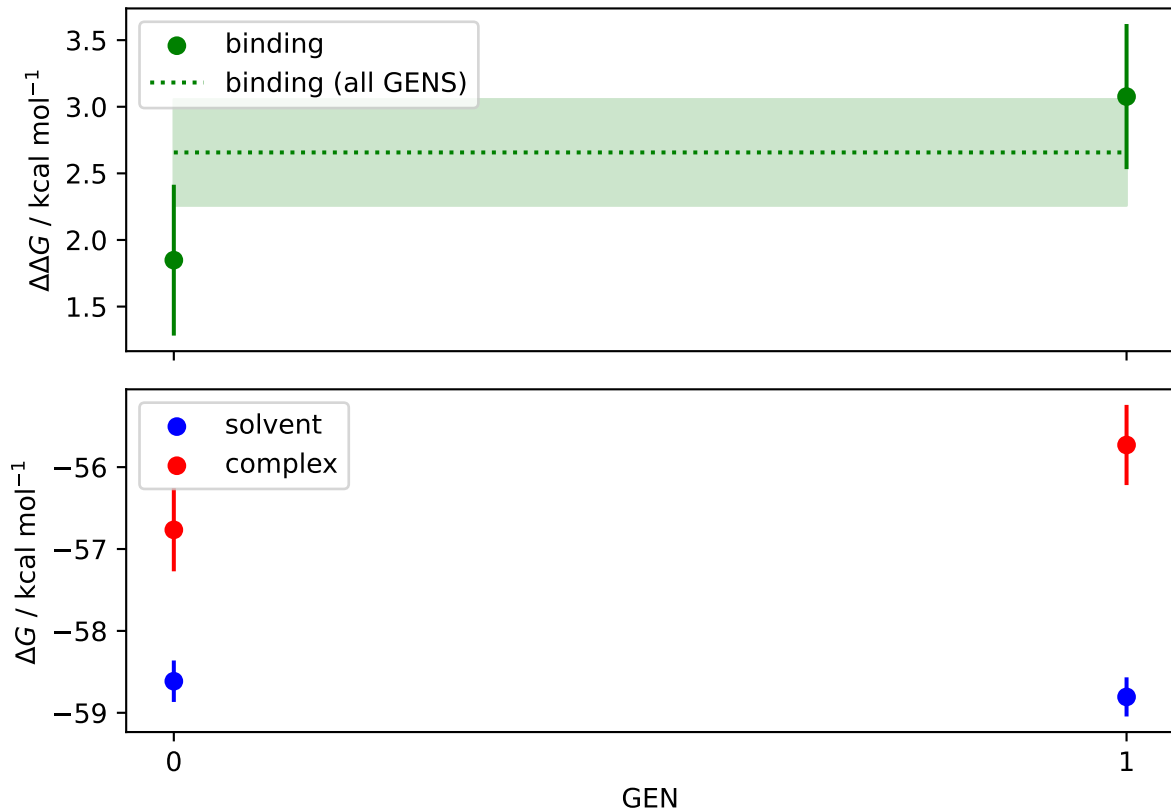 binding
binding (all GENS)
ΔΔG / kcal mol⁻¹
3.5
3.0
2.5
2.0
1.5
solvent
complex
ΔG / kcal mol⁻¹
−56
−57
−58
−59
0
1
GEN